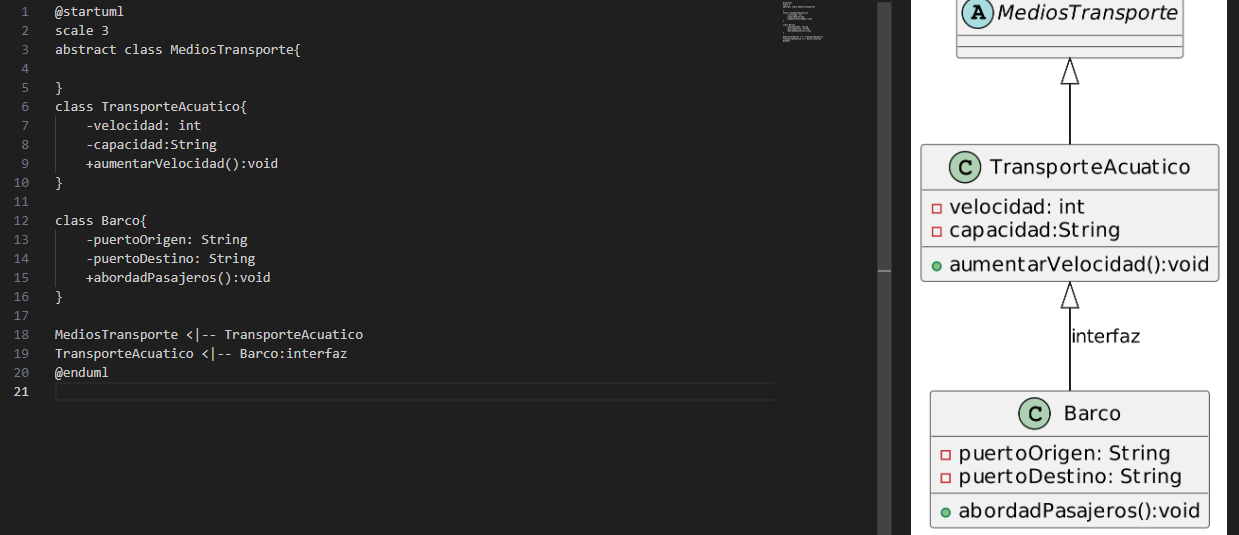 1 @startuml
2 scale 3
3 abstract class MediosTransporte{
4
5 }
6 class TransporteAcuatico{
7 -velocidad: int
8 -capacidad:String
9 +aumentarVelocidad():void
10 }
11
12 class Barco{
13 -puertoOrigen: String
14 -puertoDestino: String
15 +abordadPasajeros():void
16 }
17
18 MediosTransporte <|-- TransporteAcuatico
19 TransporteAcuatico <|-- Barco:interfaz
20 @enduml
21
A MediosTransporte
C TransporteAcuatico
velocidad: int
capacidad:String
aumentarVelocidad():void
interfaz
C Barco
puertoOrigen: String
puertoDestino: String
abordadPasajeros():void